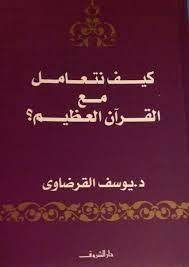 كيف نتعامل
مع
القرآن العظيم؟
د. يوسف القرضاوى
دار الشروق